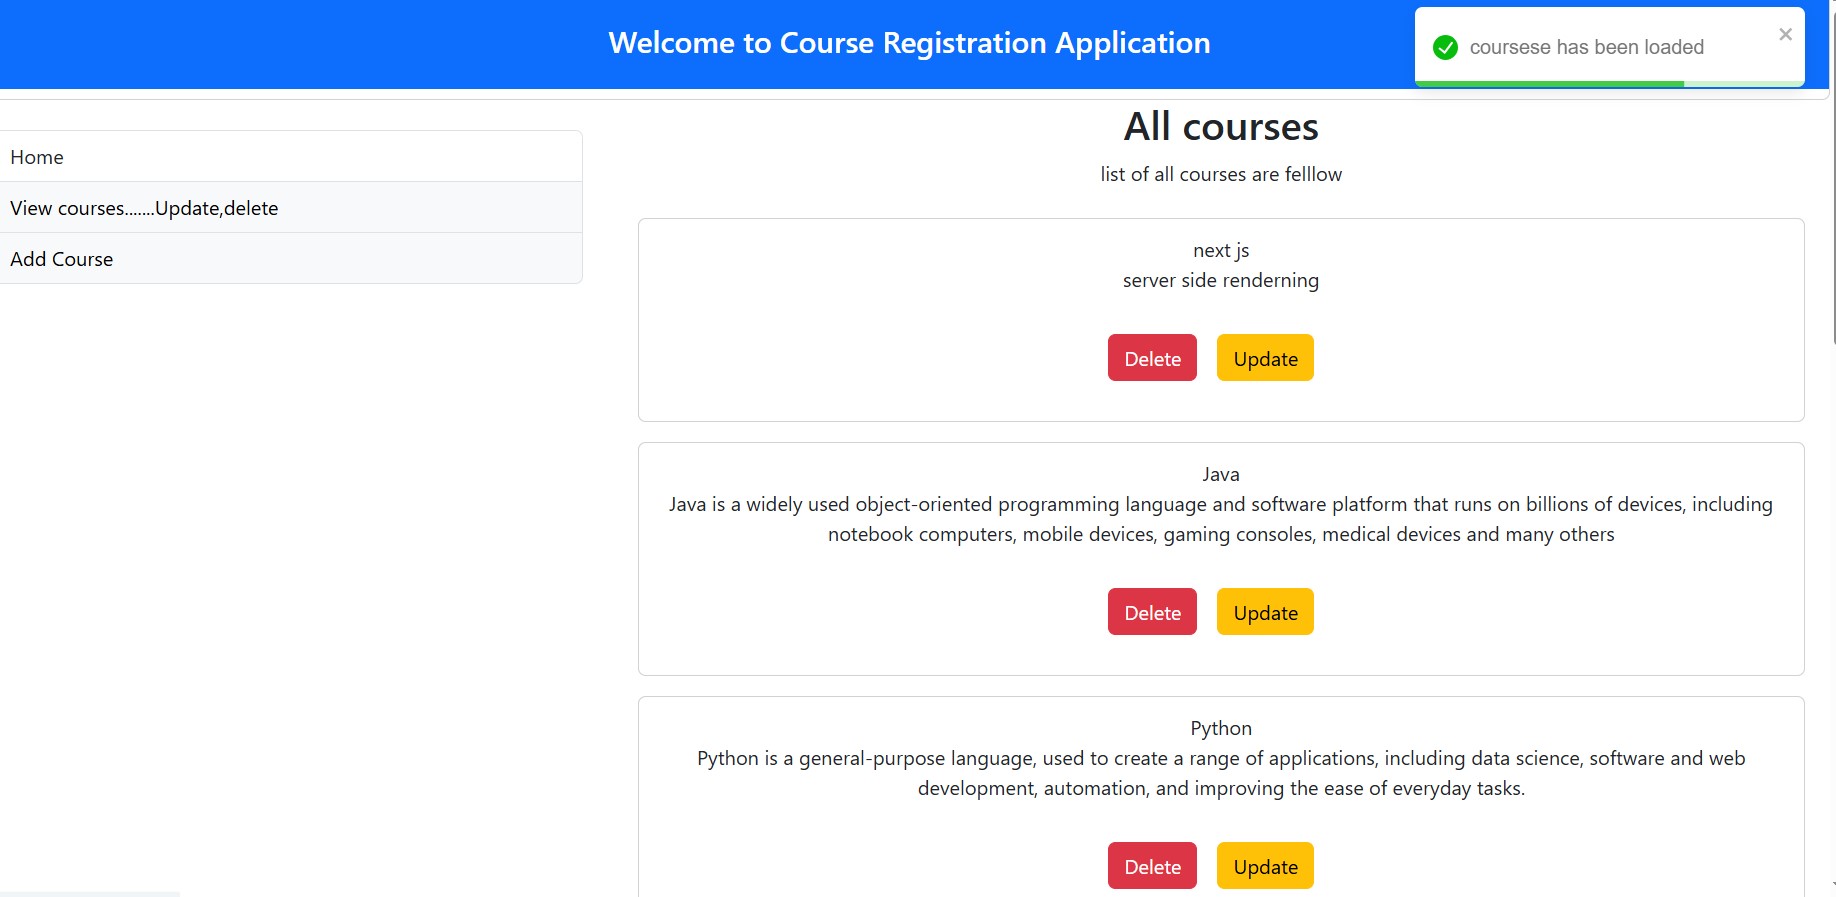 Welcome to Course Registration Application
coursese has been loaded
Home
View courses.......Update,delete
Add Course
All courses
list of all courses are felllow
next js
server side renderning
Delete
Update
Java
Java is a widely used object-oriented programming language and software platform that runs on billions of devices, including
notebook computers, mobile devices, gaming consoles, medical devices and many others
Delete
Update
Python
Python is a general-purpose language, used to create a range of applications, including data science, software and web
development, automation, and improving the ease of everyday tasks.
Delete
Update